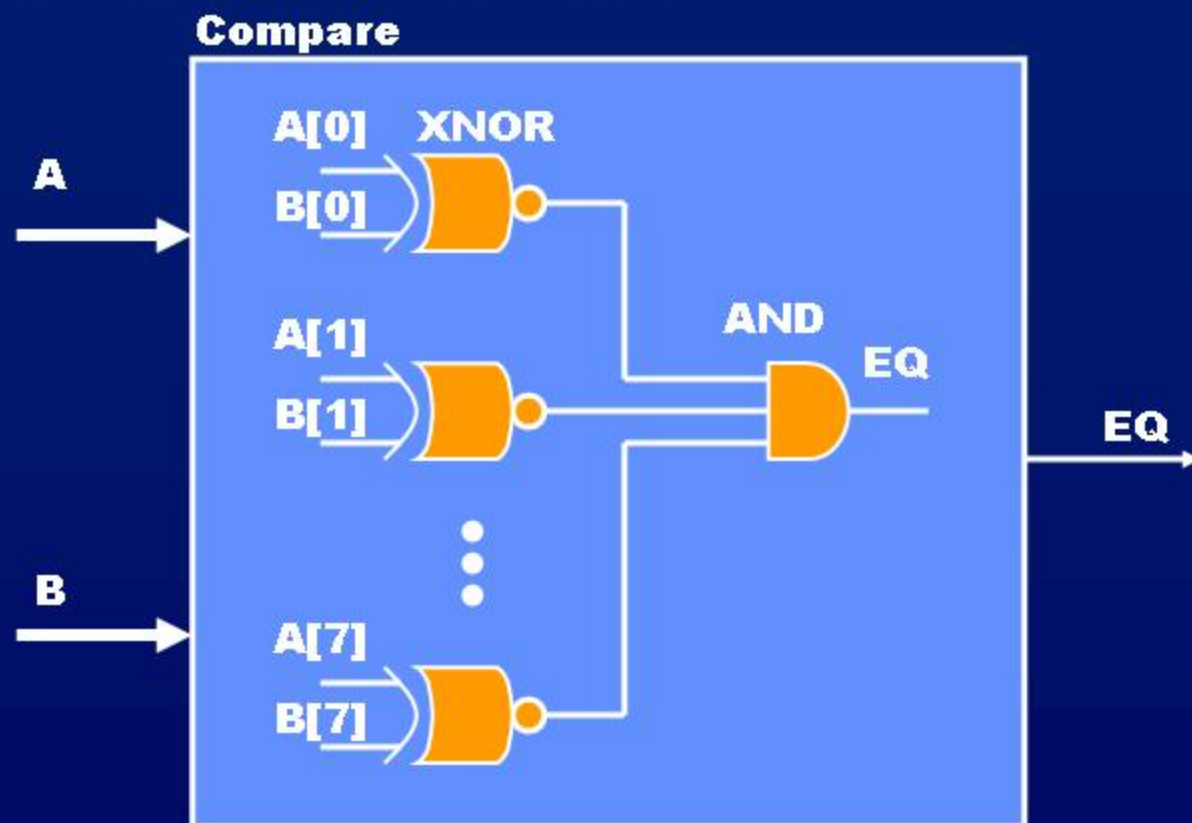 Compare
A[0] XNOR
A
B[0]
A[1]
AND
EQ
B[1]
EQ
B
A[7]
B[7]